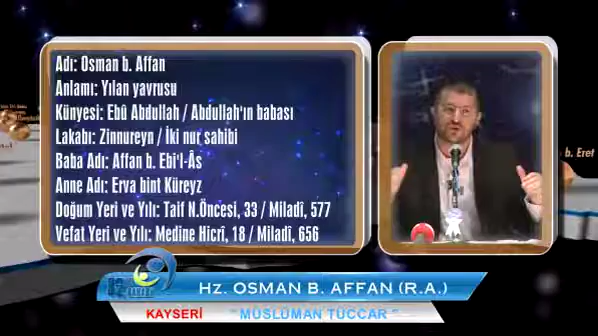 Adı: Osman b. Affan
Anlamı: Yılan yavrusu
Künyesi: Ebû Abdullah / Abdullah'ın babası
Lakabı: Zinnureyn / İki nur sahibi
Baba Adı: Affan b. Ebi'l-Âs
Anne Adı: Erva bint Küreyz
Doğum Yeri ve Yılı: Taif N.Öncesi, 33 / Miladî, 577
Vefat Yeri ve Yılı: Medine Hicrî, 18 / Miladî, 656
b. Eret
Hz. OSMAN B. AFFAN (R.A.)
KAYSERİ " MÜSLÜMAN TÜCCAR "